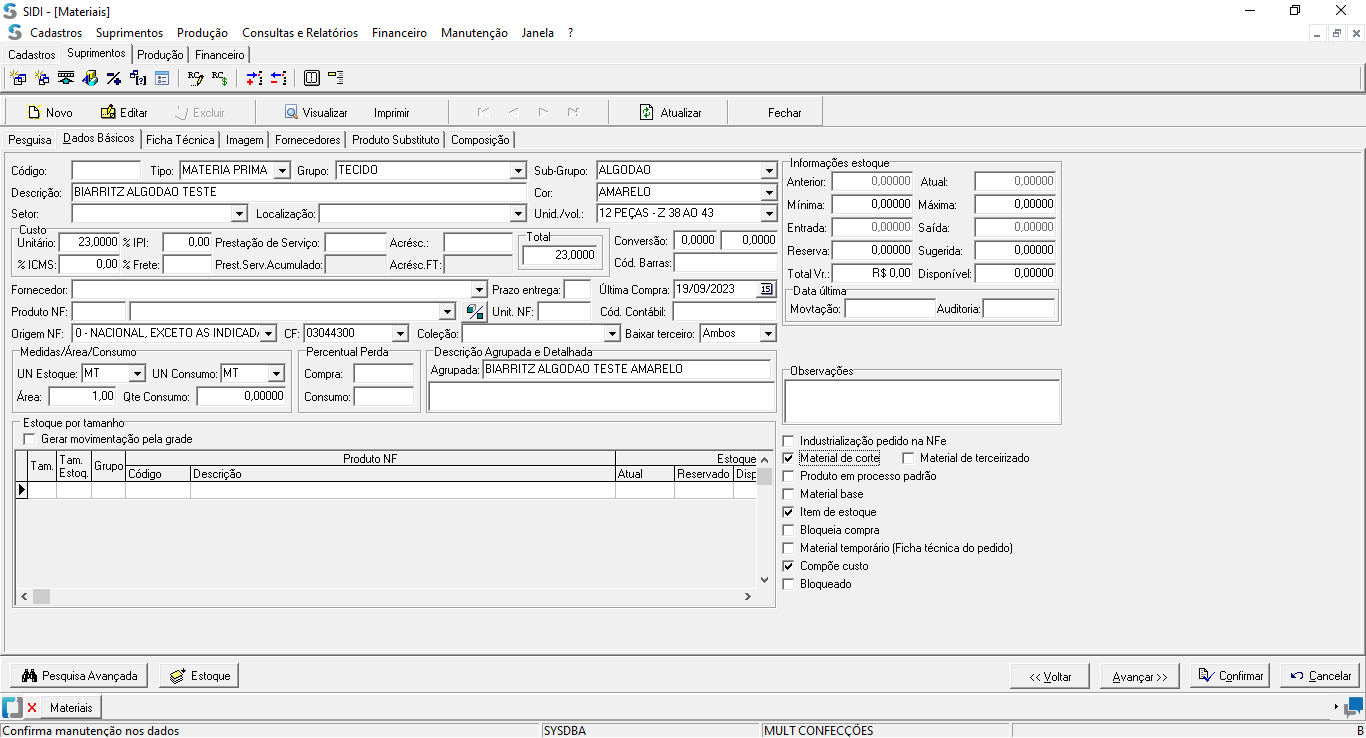 SIDI - [Materiais]
Cadastros Suprimentos Produção Consultas e Relatórios Financeiro Manutenção Janela ?
Cadastros Suprimentos Produção Financeiro
Novo Editar Excluir Visualizar Imprimir Atualizar Fechar
Pesquisa Dados Básicos Ficha Técnica Imagem Fornecedores Produto Substituto Composição
Código: Tipo: MATERIA PRIMA Grupo: TECIDO Sub-Grupo: ALGODAO
Descrição: BIARRITZ ALGODAO TESTE Cor: AMARELO
Setor: Localização: Unid./vol.: 12 PEÇAS - Z 38 AO 43
Custo
Unitário: 23,0000 % IPI: 0,00 Prestação de Serviço: Acrésc.:
% ICMS: 0,00 % Frete: Prest.Serv.Acumulado: Acrésc.FT:
Total
23,0000
Conversão: 0,0000 0,0000
Cód. Barras:
Fornecedor: Prazo entrega: Última Compra: 19/09/2023 15
Produto NF: Unit. NF: Cód. Contábil:
Origem NF: 0 - NACIONAL, EXCETO AS INDICADA CF: 03044300 Coleção: Baixar terceiro: Ambos
Medidas/Área/Consumo
UN Estoque: MT UN Consumo: MT
Área: 1,00 Qte Consumo: 0,00000
Percentual Perda
Compra:
Consumo:
Descrição Agrupada e Detalhada
Agrupada: BIARRITZ ALGODAO TESTE AMARELO
Estoque por tamanho
Gerar movimentação pela grade
Tam. Tam. Estoq. Grupo Produto NF Estoque
Código Descrição Atual Reservado Disp
Informações estoque
Anterior: 0,00000 Atual: 0,00000
Mínima: 0,00000 Máxima: 0,00000
Entrada: 0,00000 Saída: 0,00000
Reserva: 0,00000 Sugerida: 0,00000
Total Vr.: R$ 0,00 Disponível: 0,00000
Data última
Movtação: Auditoria:
Observações
Industrialização pedido na NFe
Material de corte Material de terceirizado
Produto em processo padrão
Material base
Item de estoque
Bloqueia compra
Material temporário (Ficha técnica do pedido)
Compõe custo
Bloqueado
Pesquisa Avançada Estoque << Voltar Avançar >> Confirmar Cancelar
Materiais
Confirma manutenção nos dados SYSDBA MULT CONFECÇÕES B